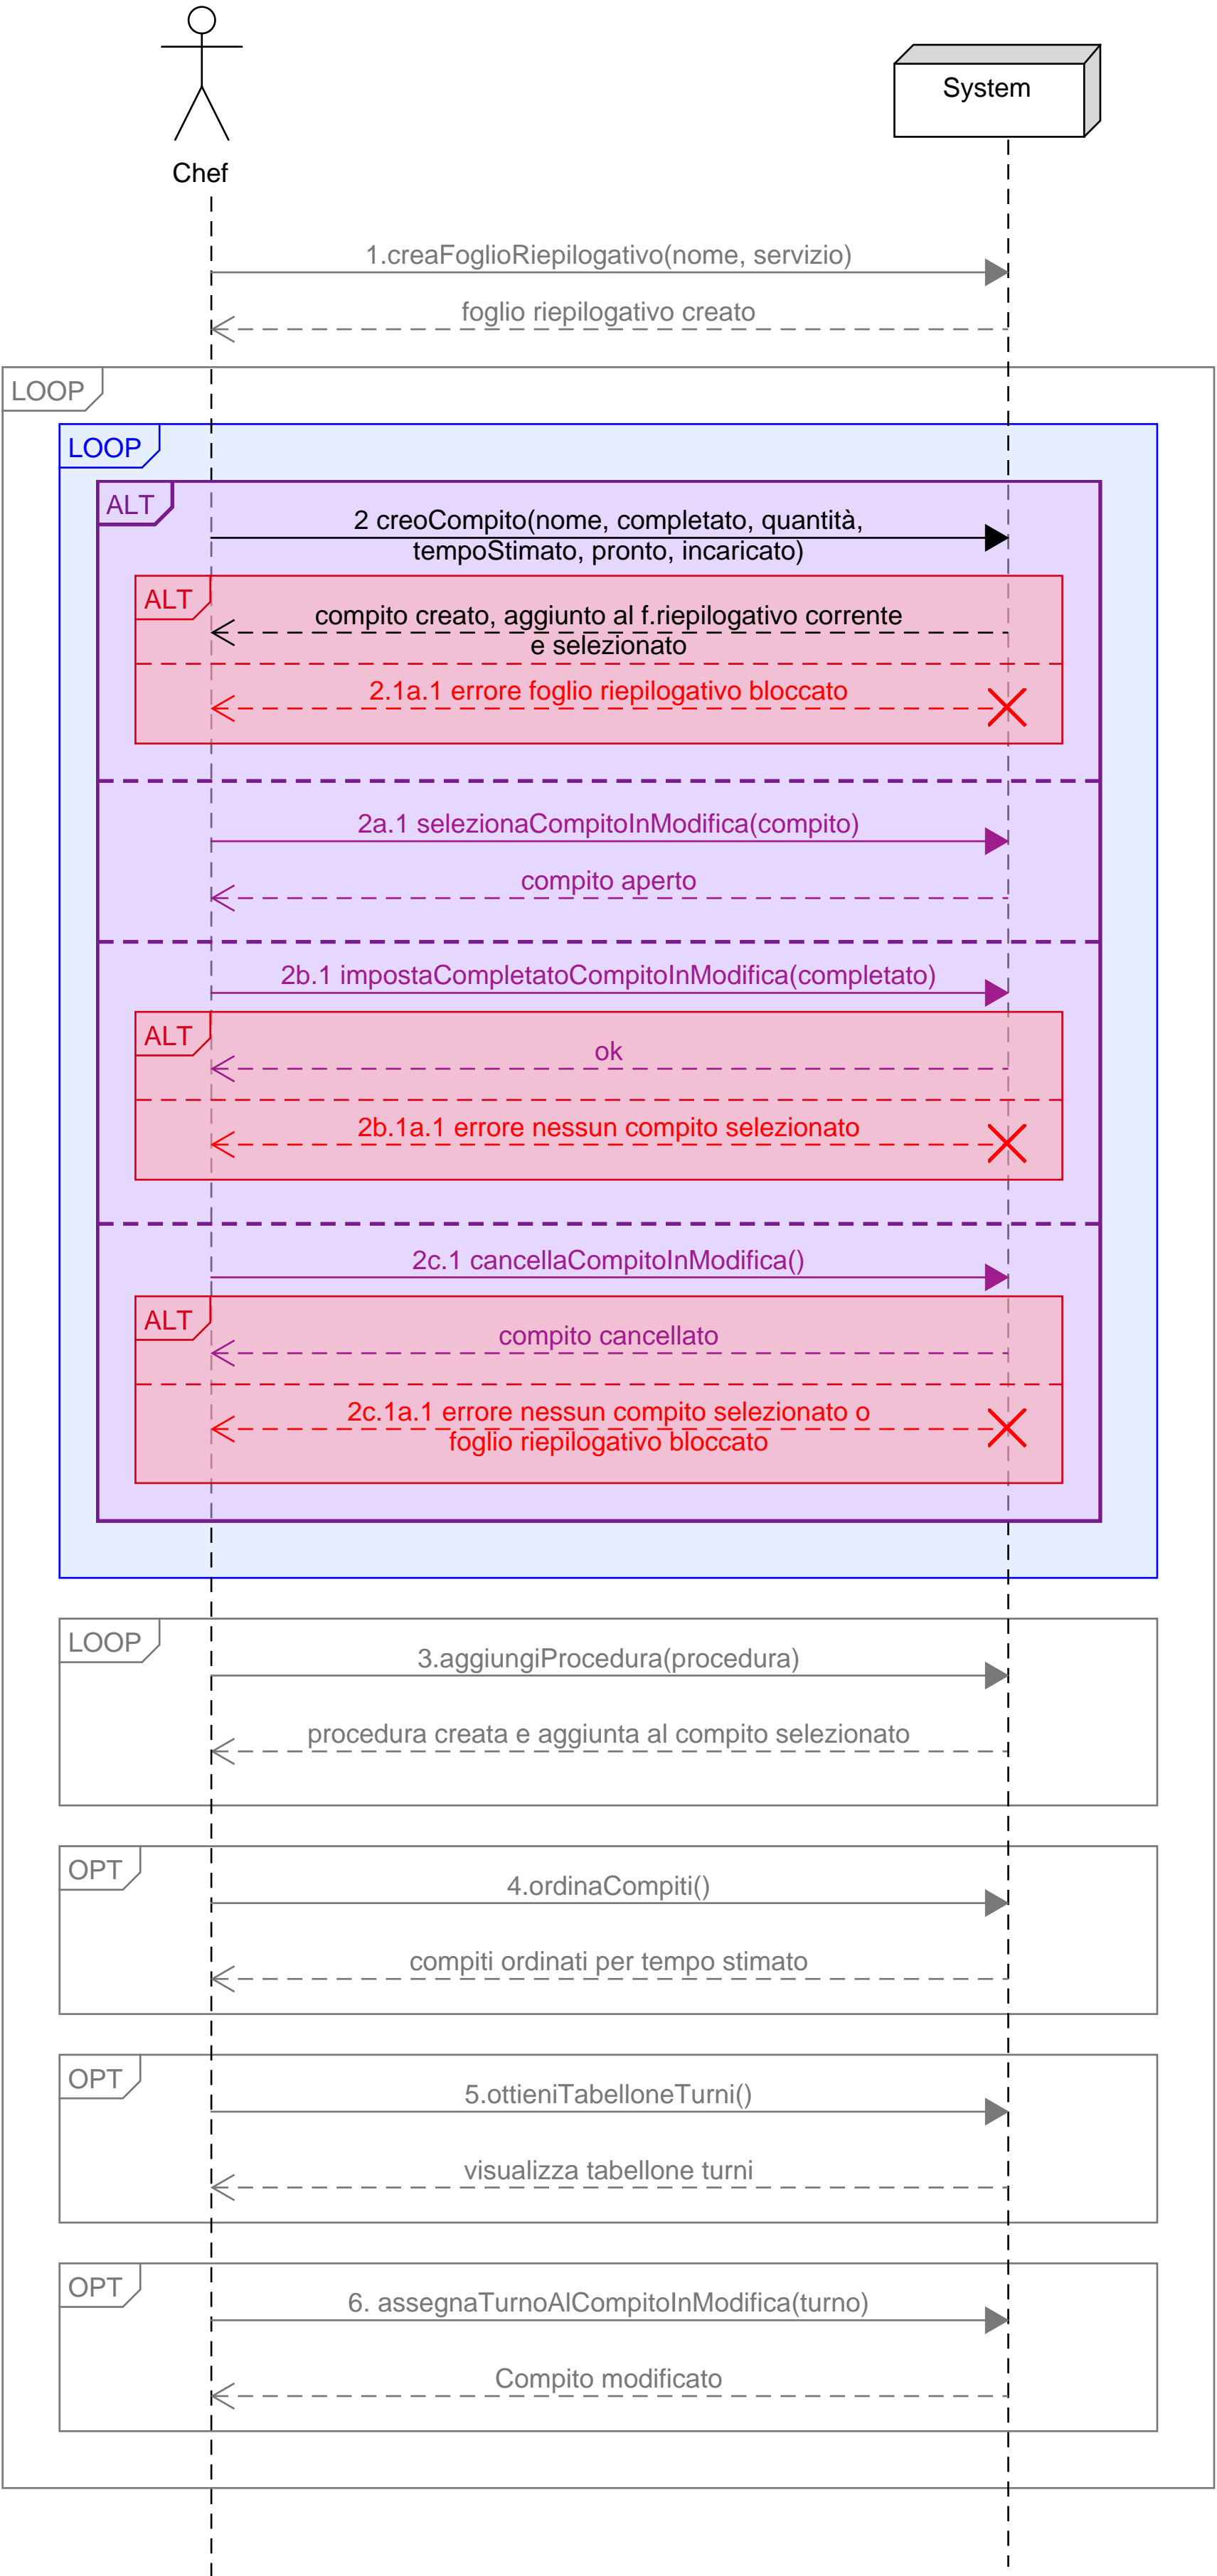 System
Chef
1.creaFoglioRiepilogativo(nome, servizio)
foglio riepilogativo creato
LOOP
LOOP
ALT
2 creoCompito(nome, completato, quantità,
tempoStimato, pronto, incaricato)
ALT
compito creato, aggiunto al f.riepilogativo corrente
e selezionato
2.1a.1 errore foglio riepilogativo bloccato
2a.1 selezionaCompitoInModifica(compito)
compito aperto
2b.1 impostaCompletatoCompitoInModifica(completato)
ALT
ok
2b.1a.1 errore nessun compito selezionato
2c.1 cancellaCompitoInModifica()
ALT
compito cancellato
2c.1a.1 errore nessun compito selezionato o
foglio riepilogativo bloccato
LOOP
3.aggiungiProcedura(procedura)
procedura creata e aggiunta al compito selezionato
OPT
4.ordinaCompiti()
compiti ordinati per tempo stimato
OPT
5.ottieniTabelloneTurni()
visualizza tabellone turni
OPT
6. assegnaTurnoAlCompitoInModifica(turno)
Compito modificato